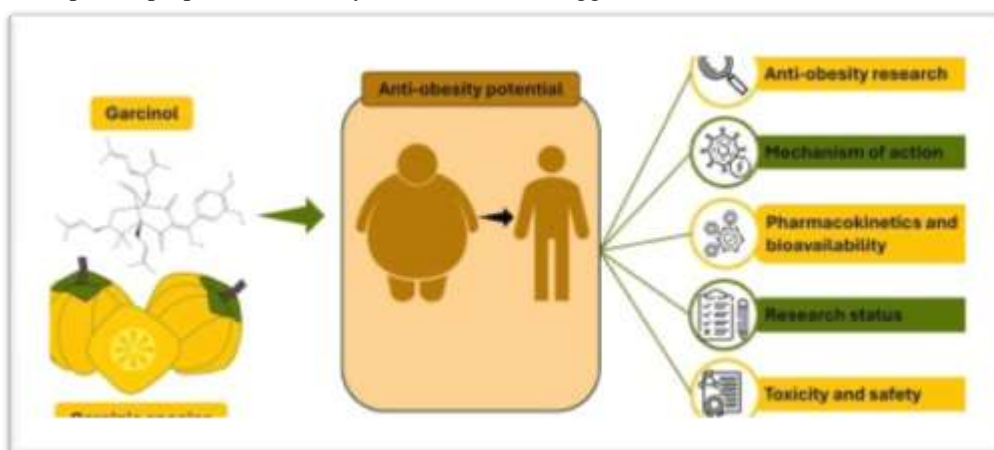 Garcinol
Anti-obesity potential
Anti-obesity research
Mechanism of action
Pharmacokinetics and
bioavailability
Research status
Toxicity and safety